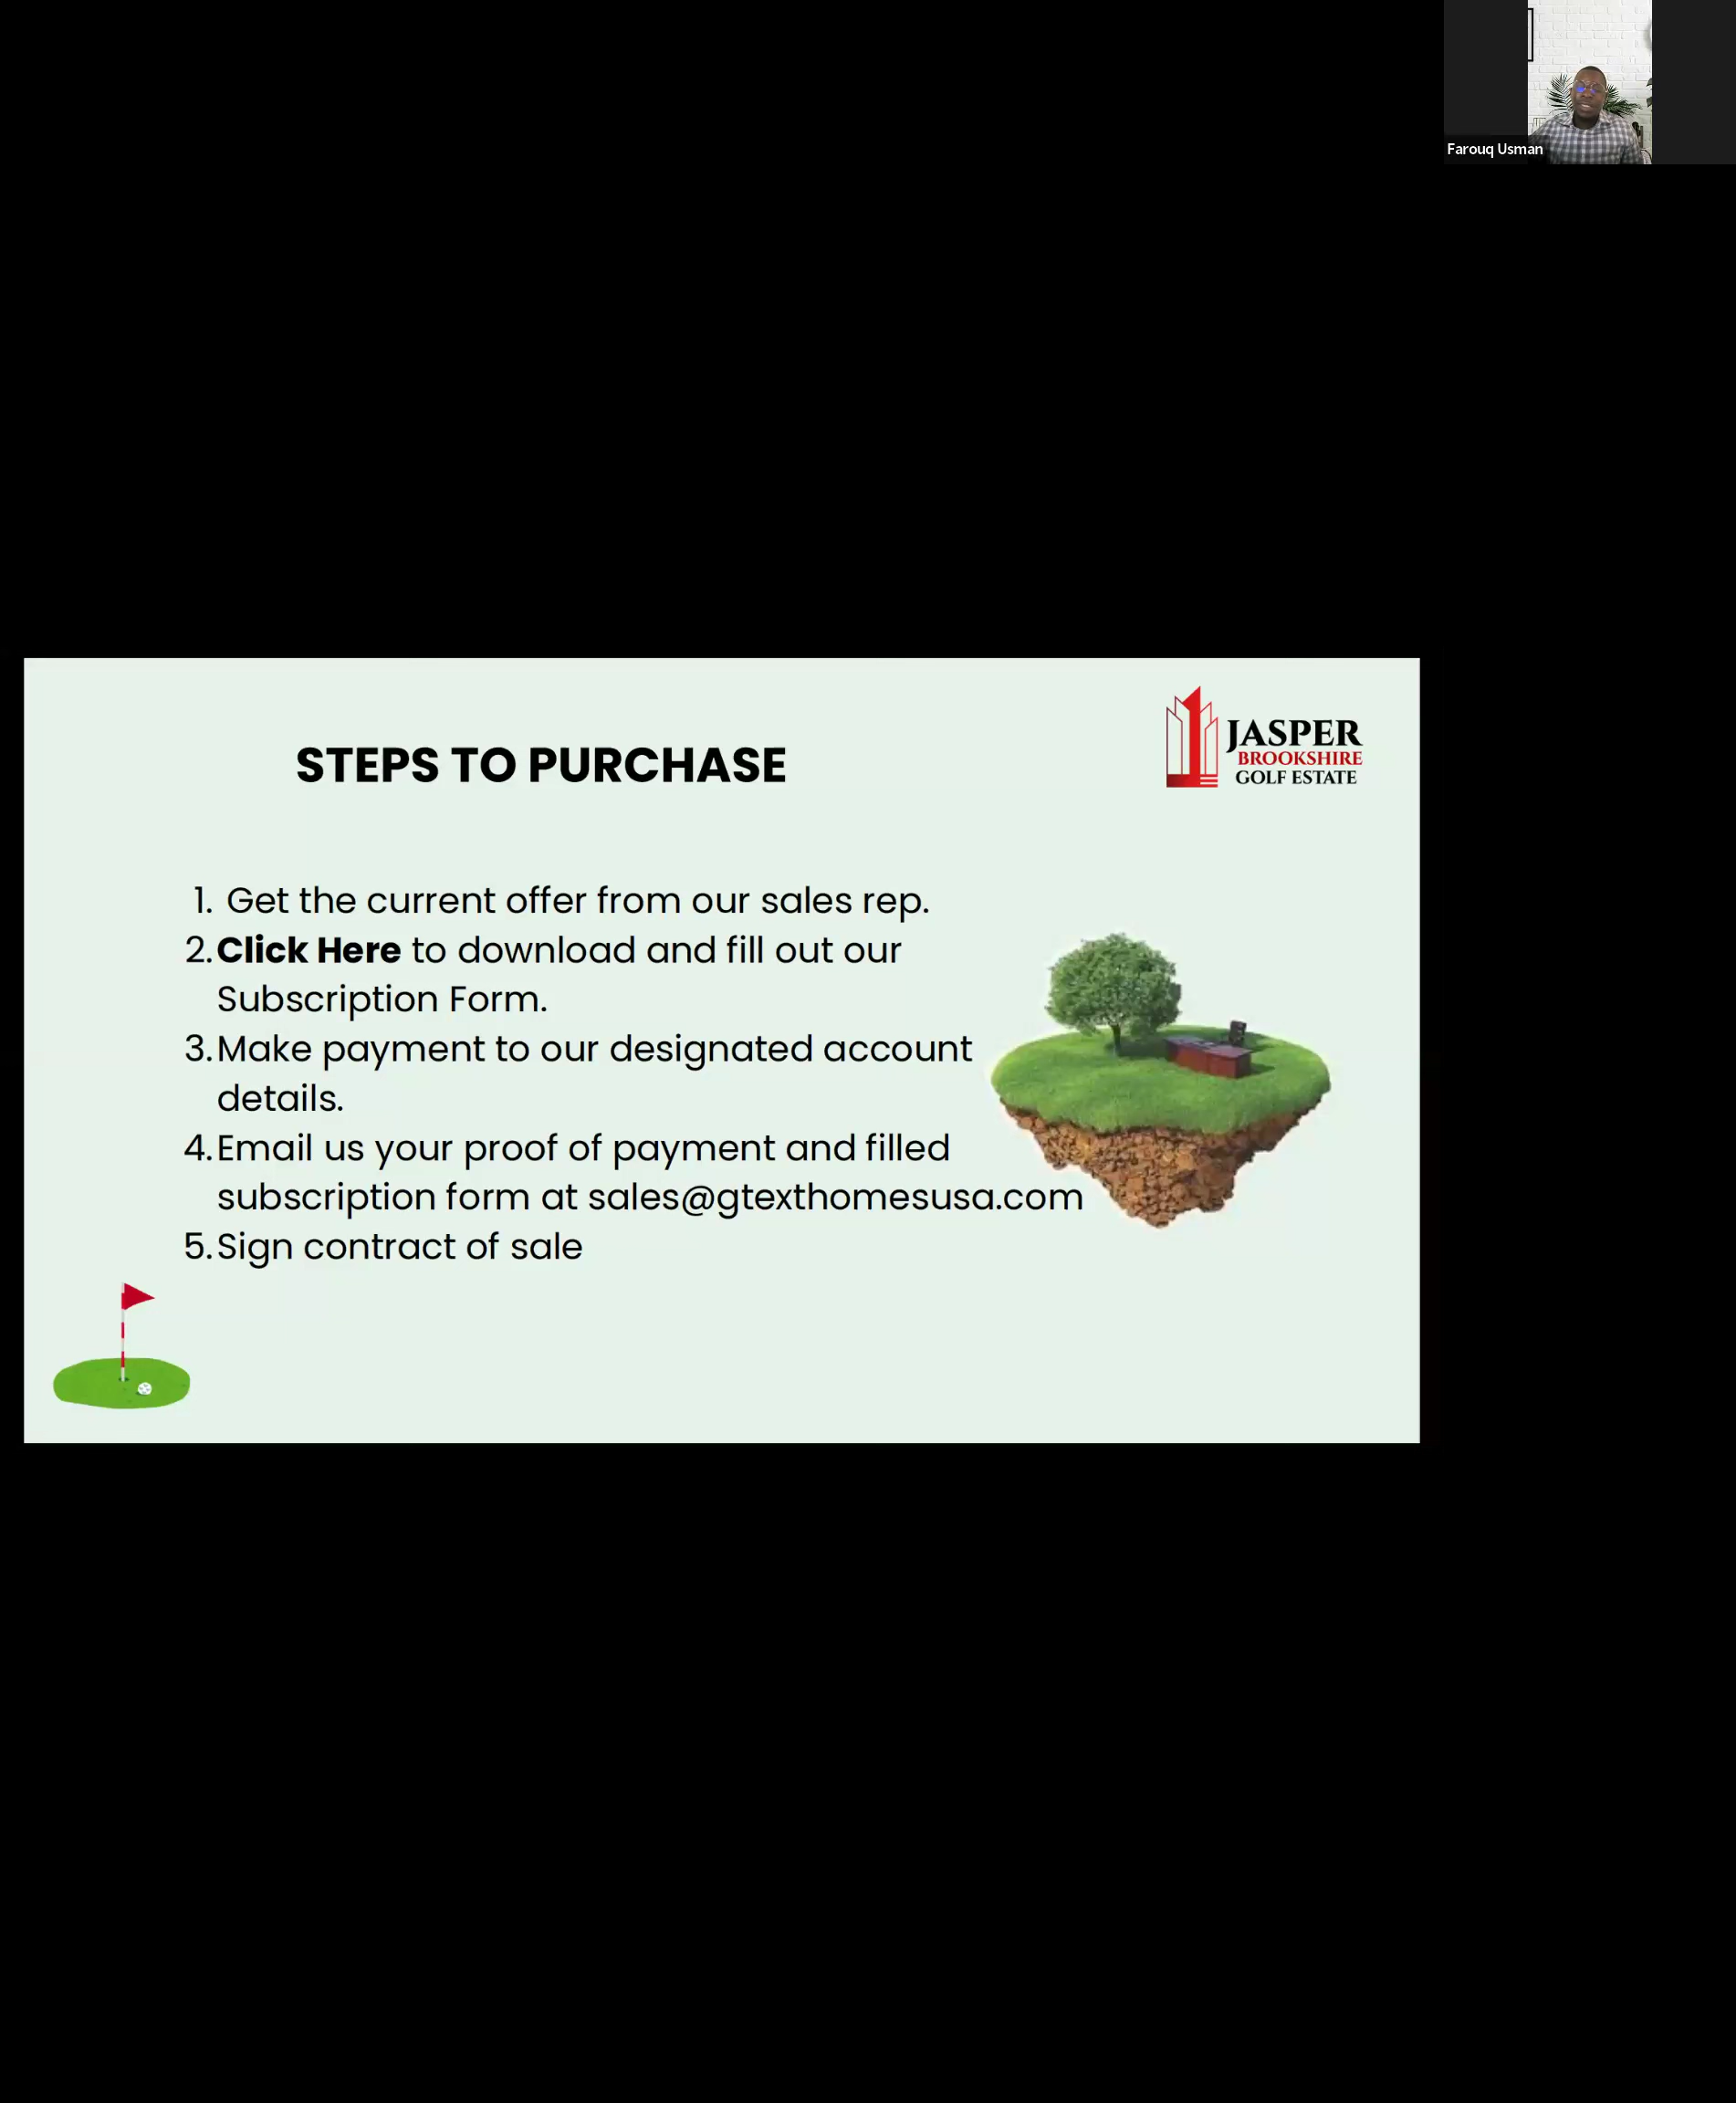 Farouq Usman
STEPS TO PURCHASE
JASPER
BROOKSHIRE
GOLF ESTATE
1. Get the current offer from our sales rep.
2. Click Here to download and fill out our
Subscription Form.
3. Make payment to our designated account
details.
4. Email us your proof of payment and filled
subscription form at sales@gtexthomesusa.com
5. Sign contract of sale